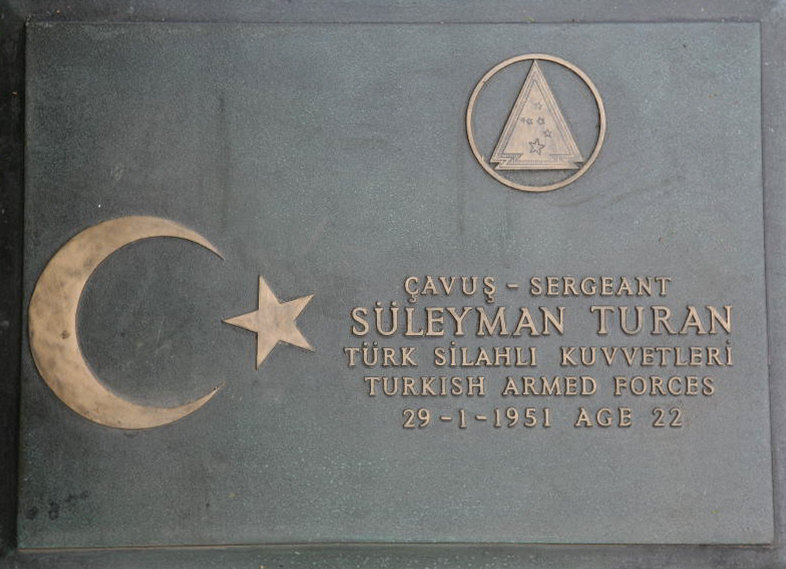 ÇAVUŞ - SERGEANT
SÜLEYMAN TURAN
TÜRK SİLAHLI KUVVETLERİ
TURKISH ARMED FORCES
29-1-1951 AGE 22